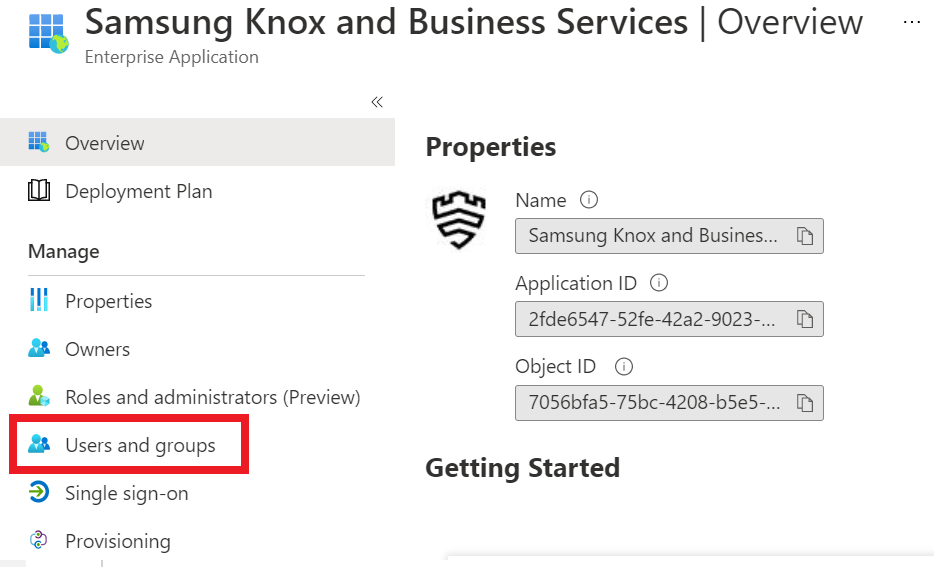 Samsung Knox and Business Services | Overview ...
Enterprise Application
«
Overview
Deployment Plan
Manage
Properties
Owners
Roles and administrators (Preview)
Users and groups
Single sign-on
Provisioning
Properties
Name
Samsung Knox and Busines...
Application ID
2fde6547-52fe-42a2-9023-...
Object ID
7056bfa5-75bc-4208-b5e5-...
Getting Started